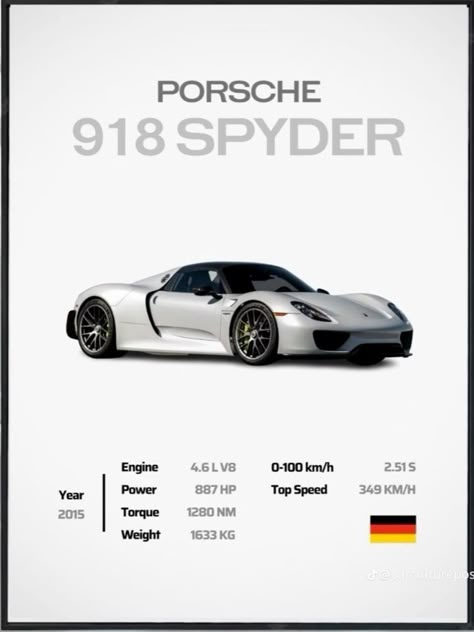 PORSCHE
918 SPYDER
Year
2015
Engine 4.6 L V8
Power 887 HP
Torque 1280 NM
Weight 1633 KG
0-100 km/h 2.51 S
Top Speed 349 KM/H